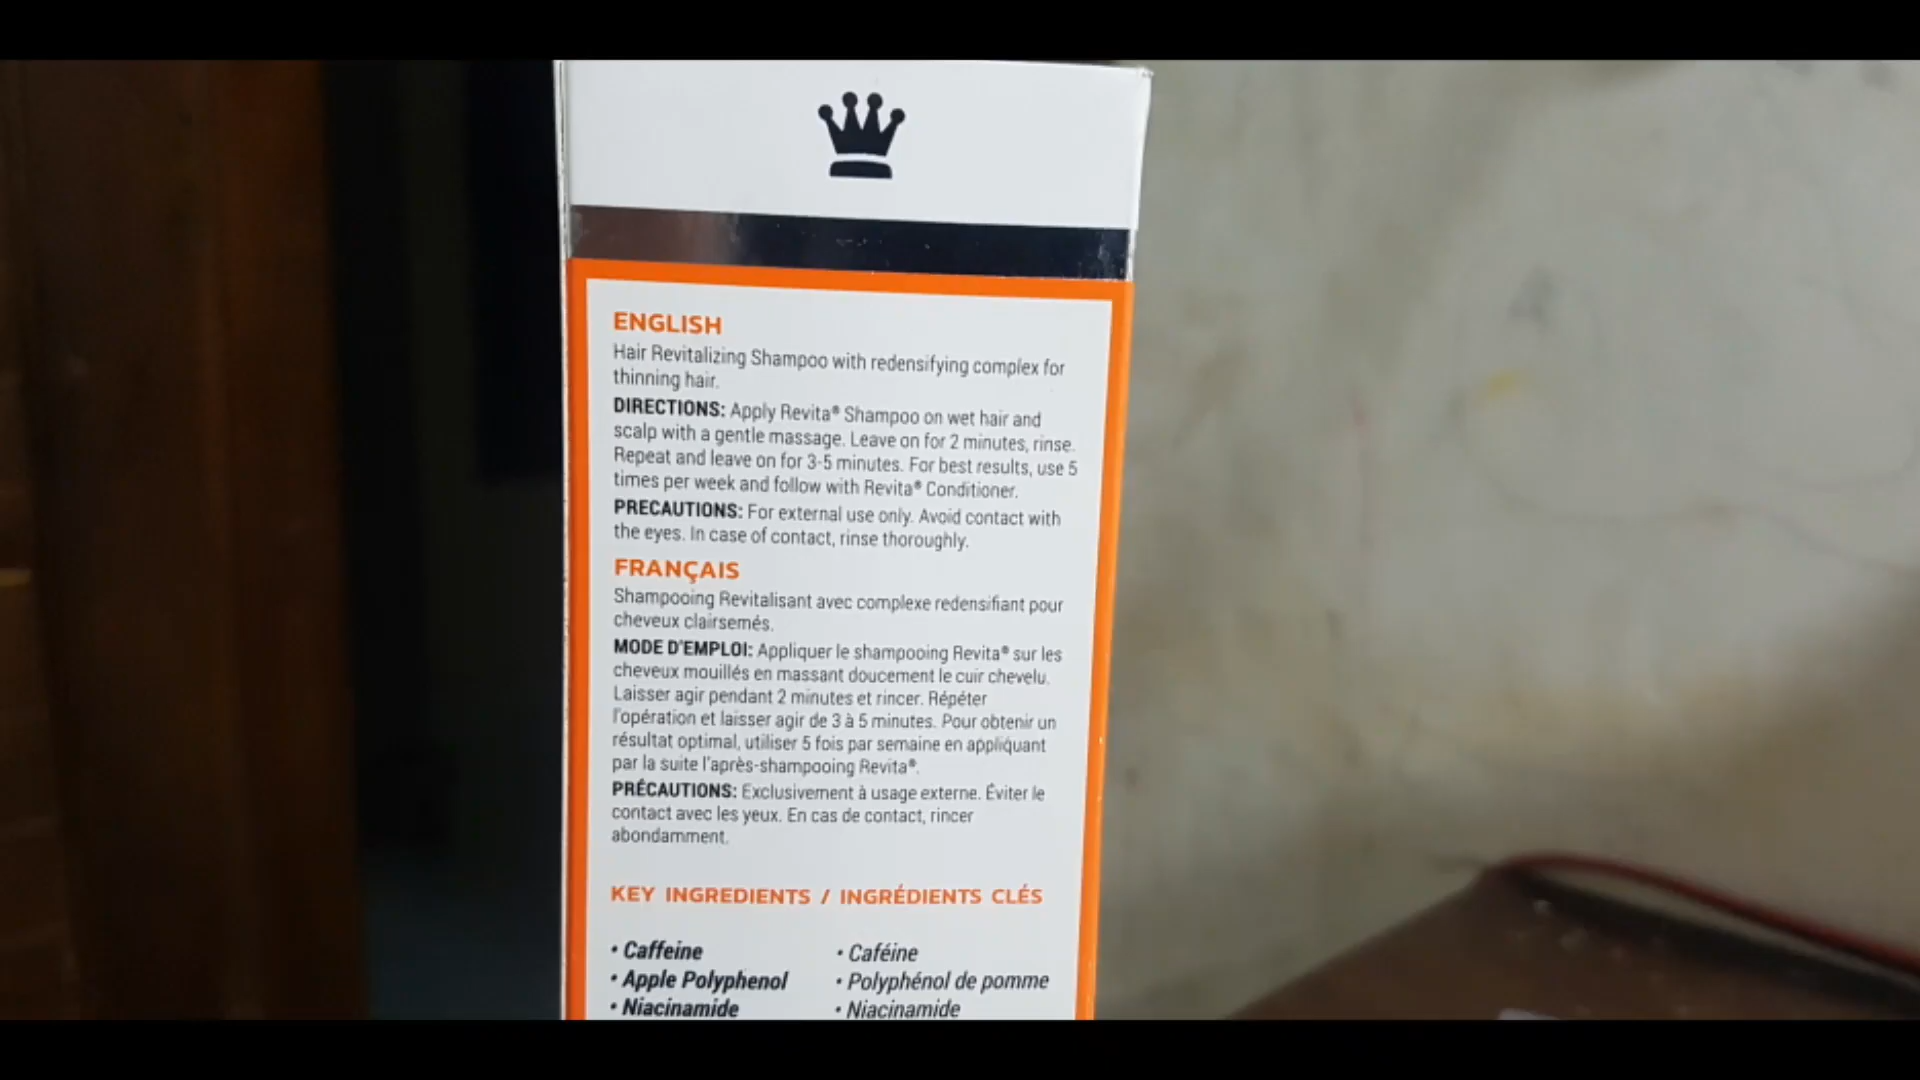 ENGLISH
Hair Revitalizing Shampoo with redensifying complex for
thinning hair.
DIRECTIONS: Apply Revita® Shampoo on wet hair and
scalp with a gentle massage. Leave on for 2 minutes, rinse.
Repeat and leave on for 3-5 minutes. For best results, use 5
times per week and follow with Revita® Conditioner.
PRECAUTIONS: For external use only. Avoid contact with
the eyes. In case of contact, rinse thoroughly.
FRANÇAIS
Shampooing Revitalisant avec complexe redensifiant pour
cheveux clairsemés.
MODE D'EMPLOI: Appliquer le shampooing Revita® sur les
cheveux mouillés en massant doucement le cuir chevelu.
Laisser agir pendant 2 minutes et rincer. Répéter
l'opération et laisser agir de 3 à 5 minutes. Pour obtenir un
résultat optimal, utiliser 5 fois par semaine en appliquant
par la suite l'après-shampooing Revita®.
PRÉCAUTIONS: Exclusivement à usage externe. Éviter le
contact avec les yeux. En cas de contact, rincer
abondamment.
KEY INGREDIENTS / INGRÉDIENTS CLÉS
• Caffeine • Caféine
• Apple Polyphenol • Polyphénol de pomme
• Niacinamide • Niacinamide